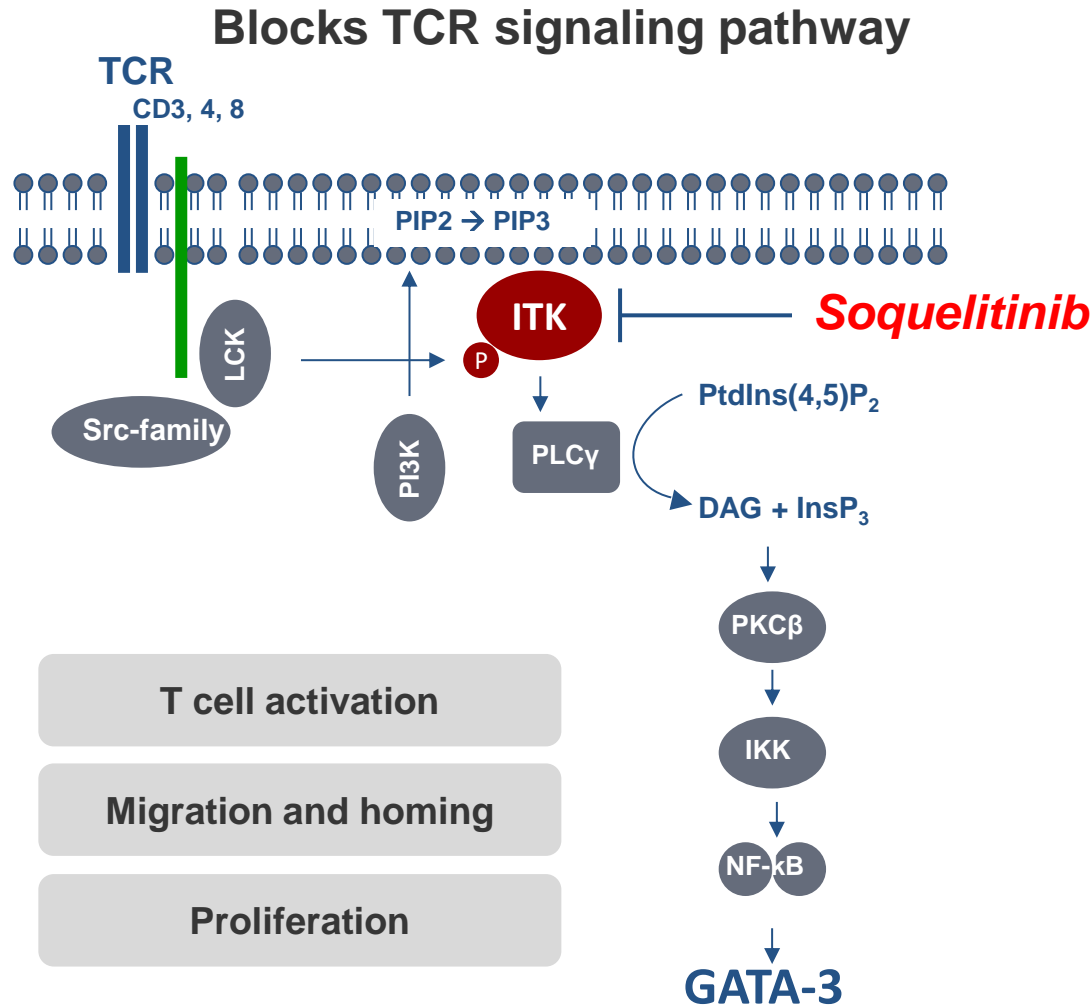 Blocks TCR signaling pathway
TCR
CD3, 4, 8
PIP2 → PIP3
ITK
Soquelitinib
P
LCK
Src-family
PI3K
PLCγ
PtdIns(4,5)P₂
DAG + InsP₃
PKCβ
IKK
NF-κB
GATA-3
T cell activation
Migration and homing
Proliferation